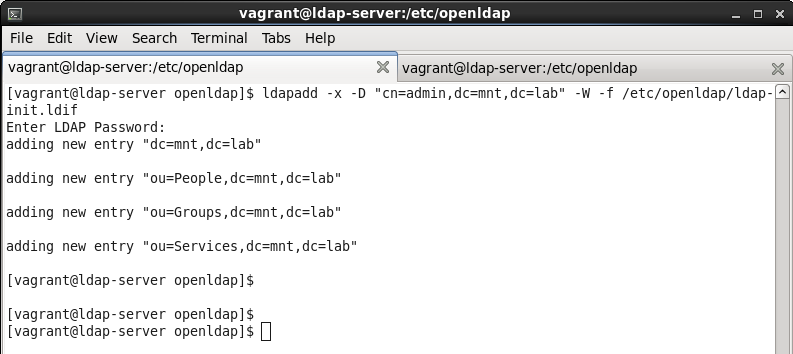 vagrant@ldap-server:/etc/openldap
File Edit View Search Terminal Tabs Help
vagrant@ldap-server:/etc/openldap vagrant@ldap-server:/etc/openldap
[vagrant@ldap-server openldap]$ ldapadd -x -D "cn=admin,dc=mnt,dc=lab" -W -f /etc/openldap/ldap-
init.ldif
Enter LDAP Password:
adding new entry "dc=mnt,dc=lab"
adding new entry "ou=People,dc=mnt,dc=lab"
adding new entry "ou=Groups,dc=mnt,dc=lab"
adding new entry "ou=Services,dc=mnt,dc=lab"
[vagrant@ldap-server openldap]$
[vagrant@ldap-server openldap]$
[vagrant@ldap-server openldap]$